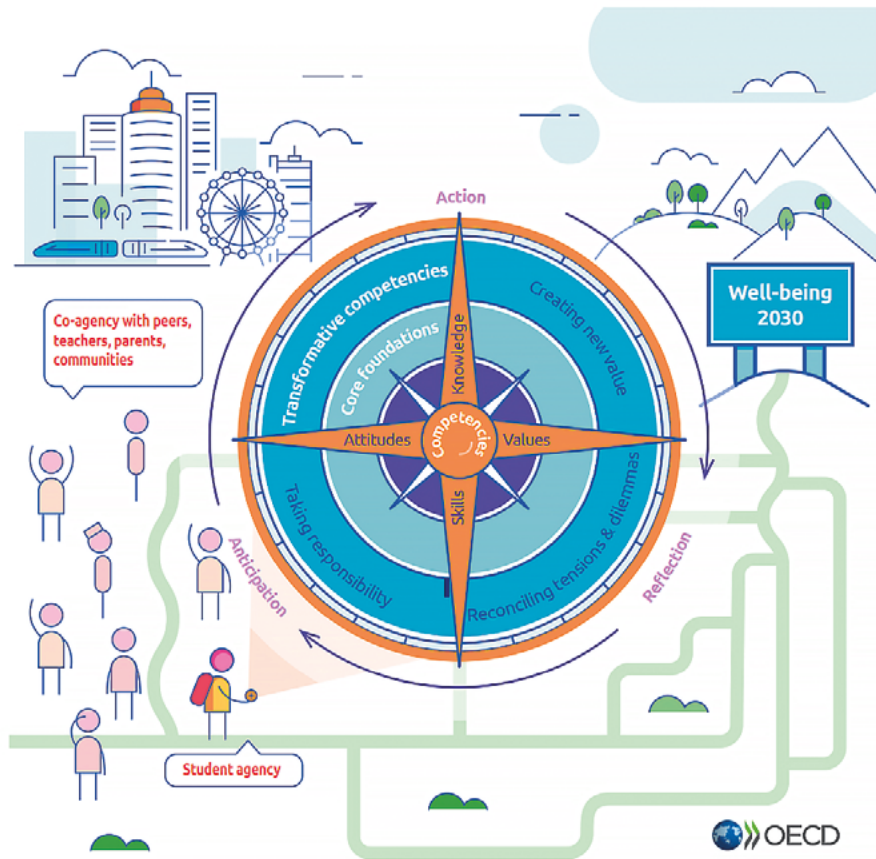 Action
Co-agency with peers,
teachers, parents,
communities
Transformative competencies
Creating new value
Core foundations
Knowledge
Well-being
2030
Attitudes
Competencies
Values
Skills
Taking responsibility
Reconciling tensions & dilemmas
Anticipation
Reflection
Student agency
OECD